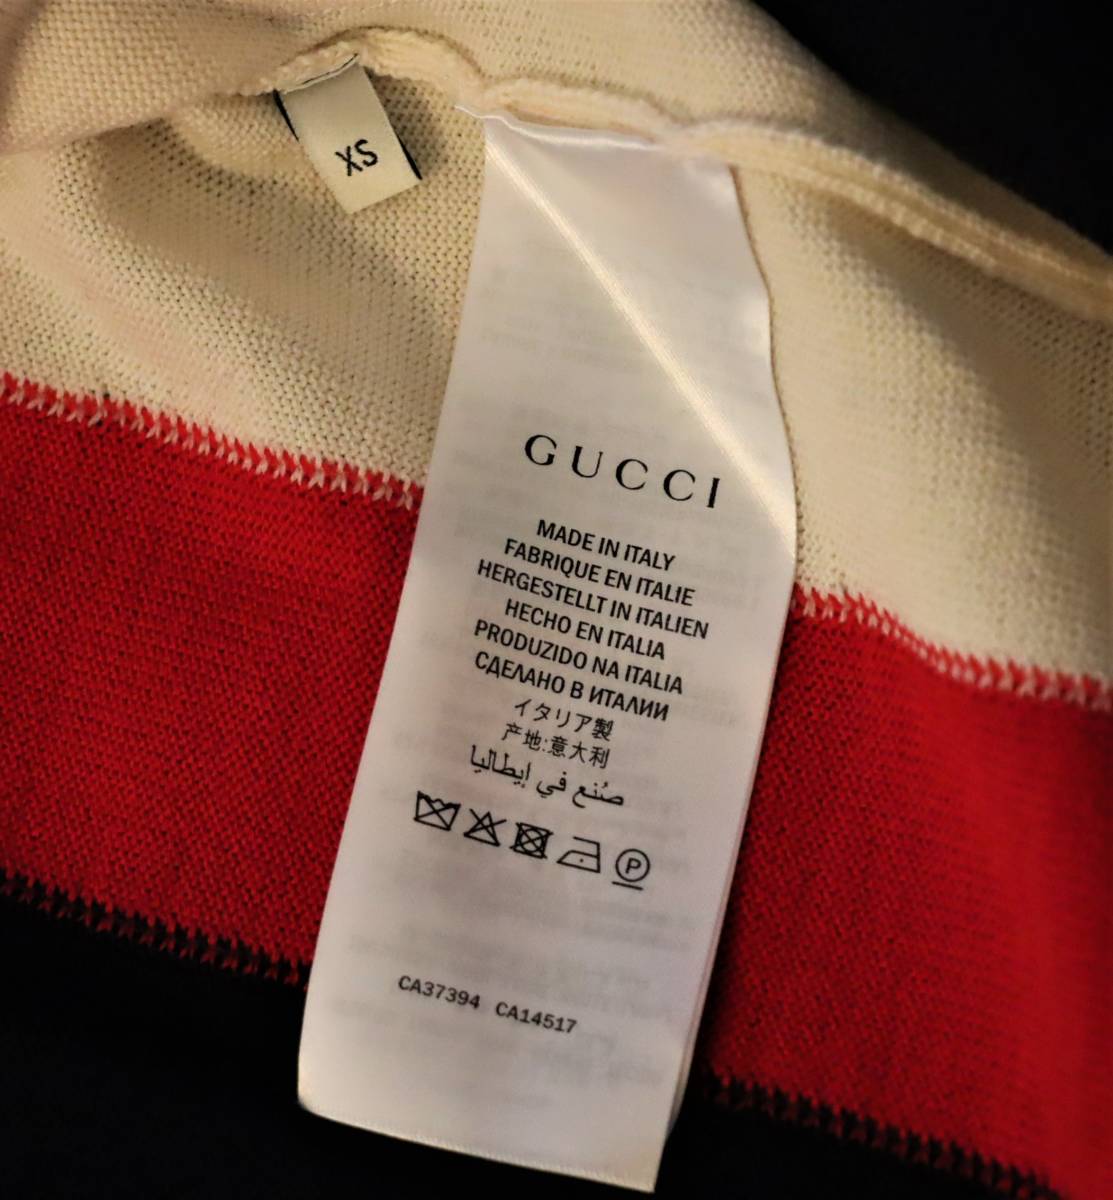 XS
GUCCI
MADE IN ITALY
FABRIQUE EN ITALIE
HERGESTELLT IN ITALIEN
HECHO EN ITALIA
PRODUZIDO NA ITALIA
СДЕЛАНО В ИТАЛИИ
イタリア製
产地:意大利
صُنع في إيطاليا
P
CA37394 CA14517